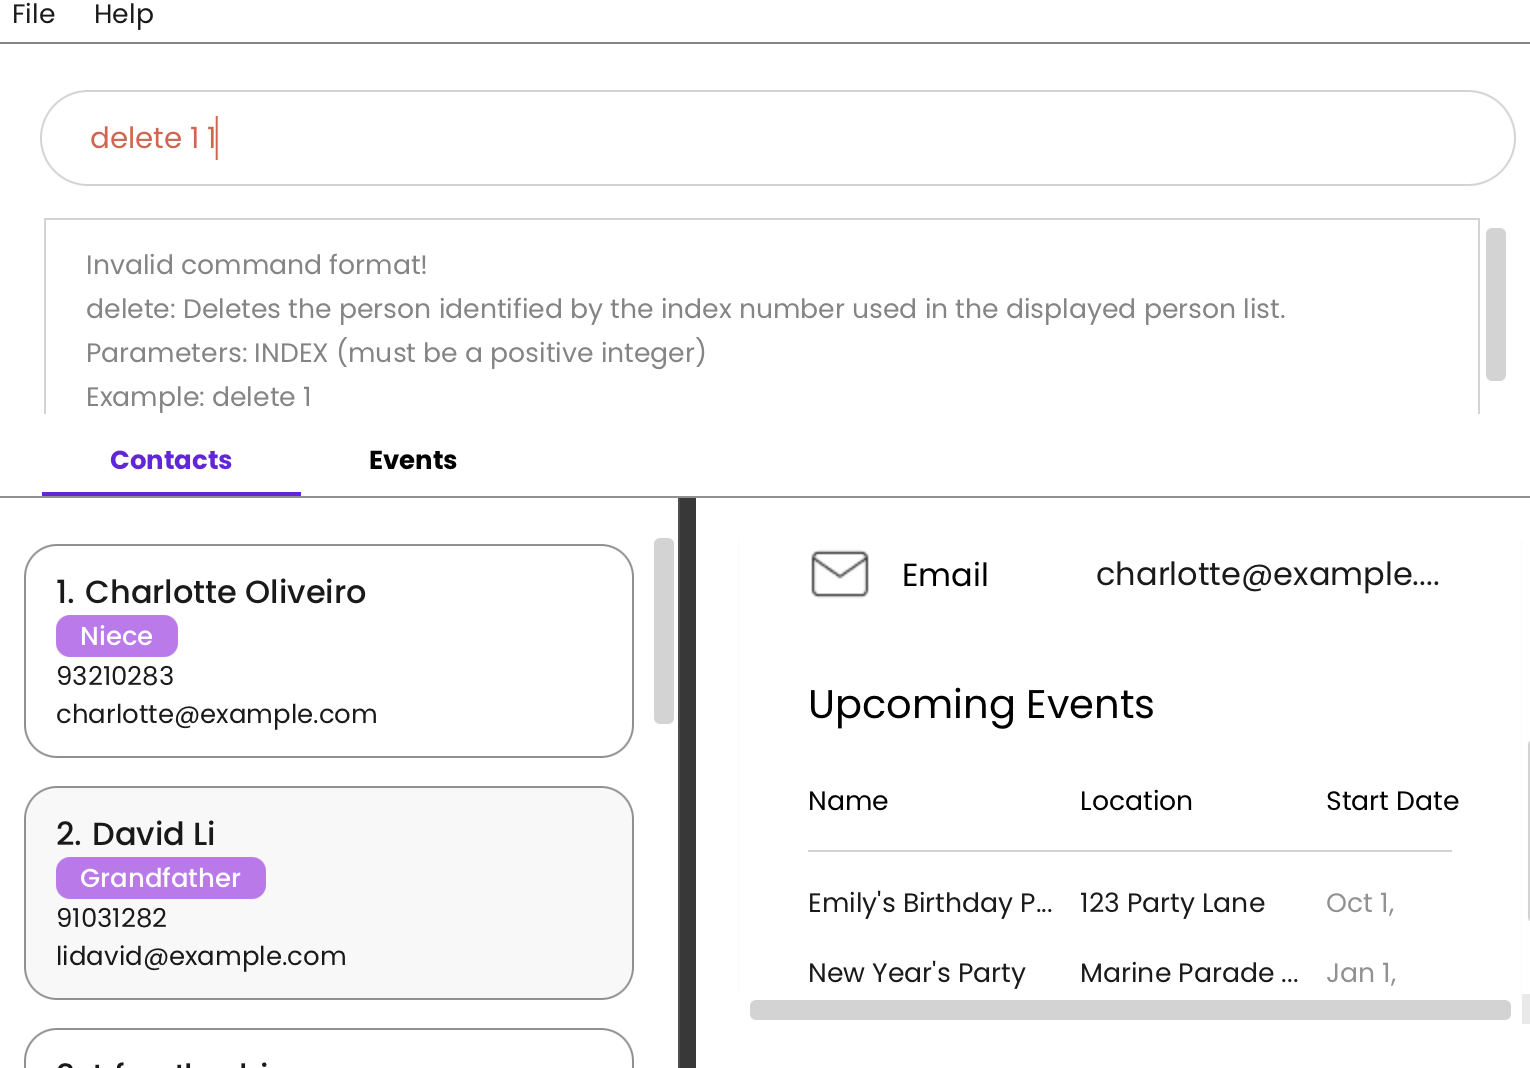 File Help
delete 1 1
Invalid command format!
delete: Deletes the person identified by the index number used in the displayed person list.
Parameters: INDEX (must be a positive integer)
Example: delete 1
Contacts Events
1. Charlotte Oliveiro
Niece
93210283
charlotte@example.com
2. David Li
Grandfather
91031282
lidavid@example.com
Email charlotte@example....
Upcoming Events
Name Location Start Date
Emily's Birthday P... 123 Party Lane Oct 1,
New Year's Party Marine Parade ... Jan 1,